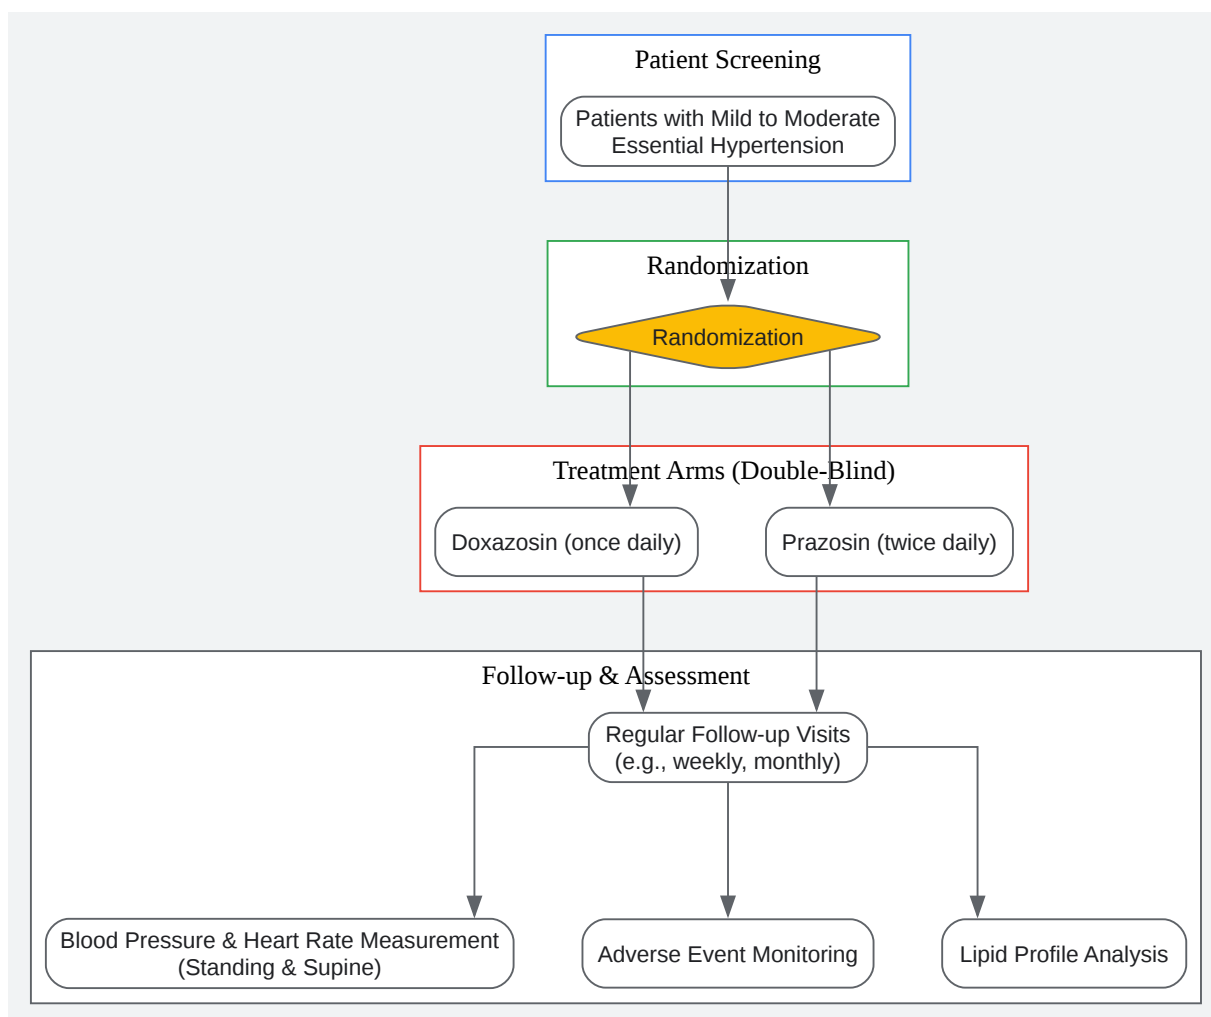 Patient Screening
Patients with Mild to Moderate
Essential Hypertension
Randomization
Randomization
Treatment Arms (Double-Blind)
Doxazosin (once daily)
Prazosin (twice daily)
Follow-up & Assessment
Regular Follow-up Visits
(e.g., weekly, monthly)
Blood Pressure & Heart Rate Measurement
(Standing & Supine)
Adverse Event Monitoring
Lipid Profile Analysis